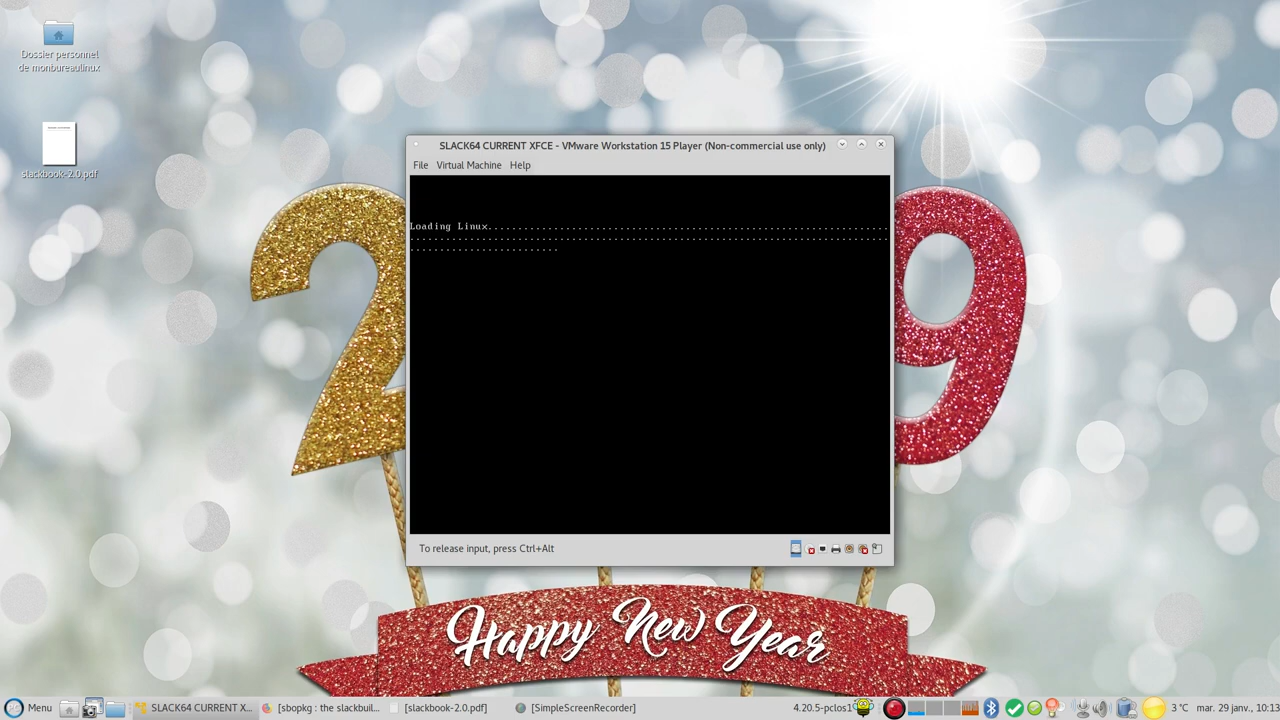 Dossier personnel
de monbureaulinux
slackbook-2.0.pdf
SLACK64 CURRENT XFCE - VMware Workstation 15 Player (Non-commercial use only)
File Virtual Machine Help
Loading Linux
To release input, press Ctrl+Alt
Happy New Year
Menu
SLACK64 CURRENT X...
[sbopkg : the slackbuil...
[slackbook-2.0.pdf]
[SimpleScreenRecorder]
4.20.5-pclos1
3 °C
mar. 29 janv., 10:13